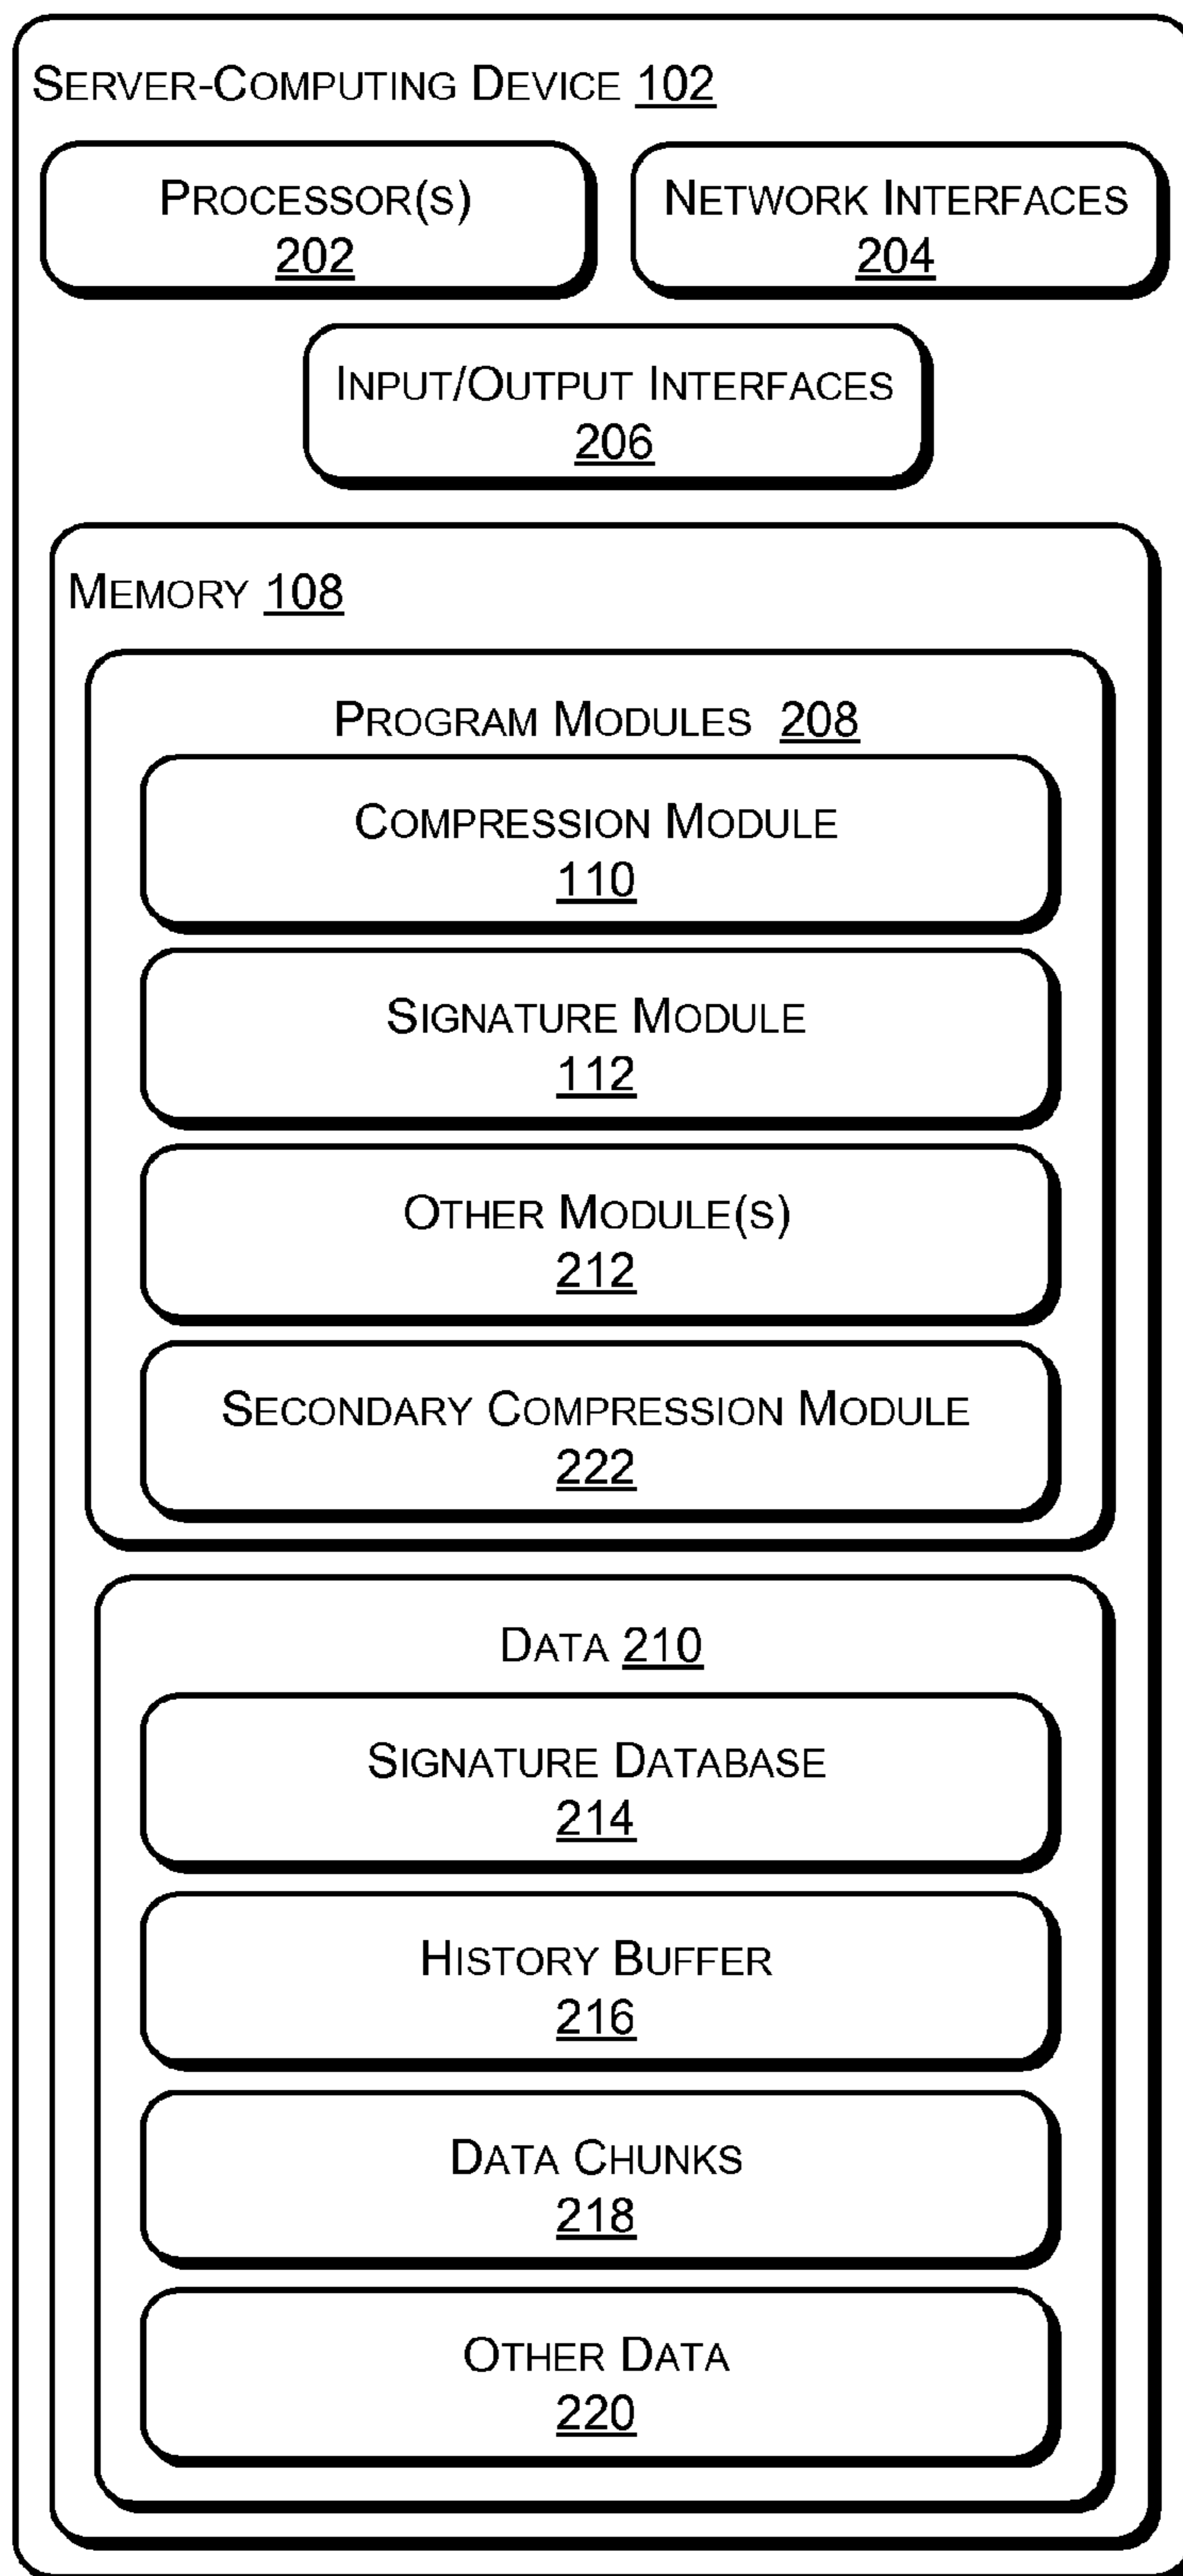 SERVER-COMPUTING DEVICE 102
PROCESSOR(S)
202
NETWORK INTERFACES
204
INPUT/OUTPUT INTERFACES
206
MEMORY 108
PROGRAM MODULES 208
COMPRESSION MODULE
110
SIGNATURE MODULE
112
OTHER MODULE(S)
212
SECONDARY COMPRESSION MODULE
222
DATA 210
SIGNATURE DATABASE
214
HISTORY BUFFER
216
DATA CHUNKS
218
OTHER DATA
220